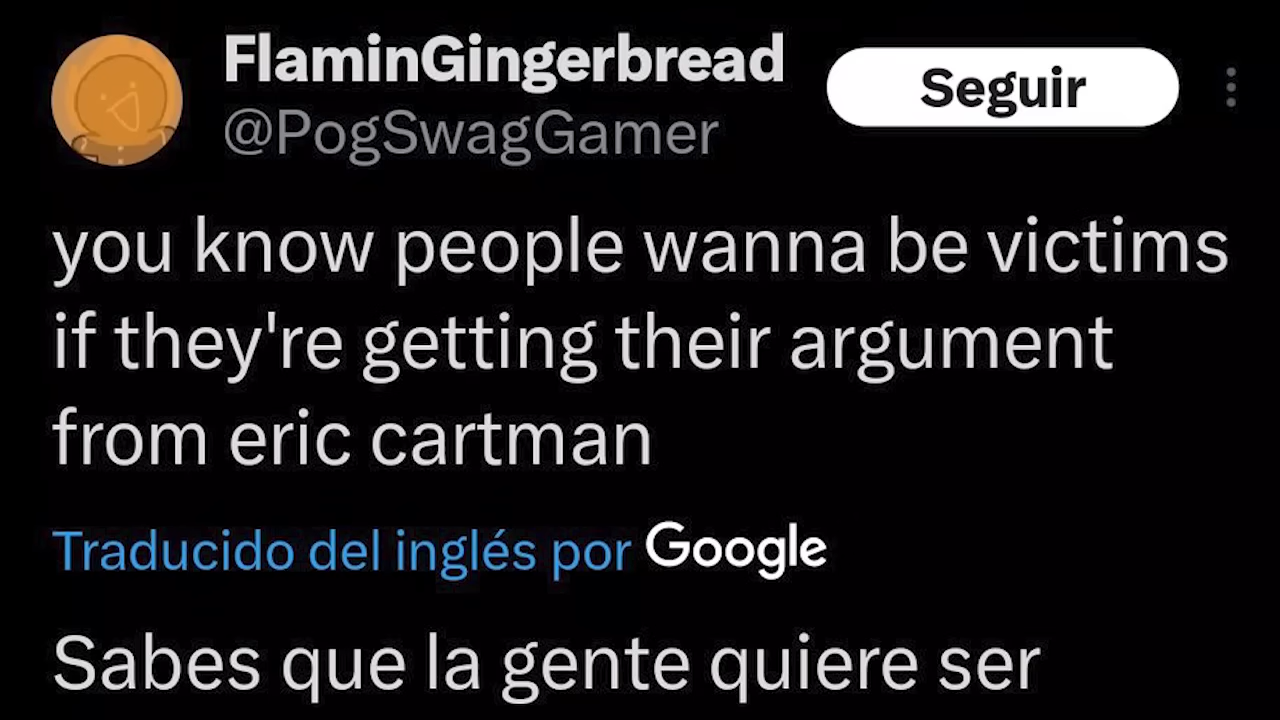 FlaminGingerbread
@PogSwagGamer
Seguir
you know people wanna be victims
if they're getting their argument
from eric cartman
Traducido del inglés por Google
Sabes que la gente quiere ser